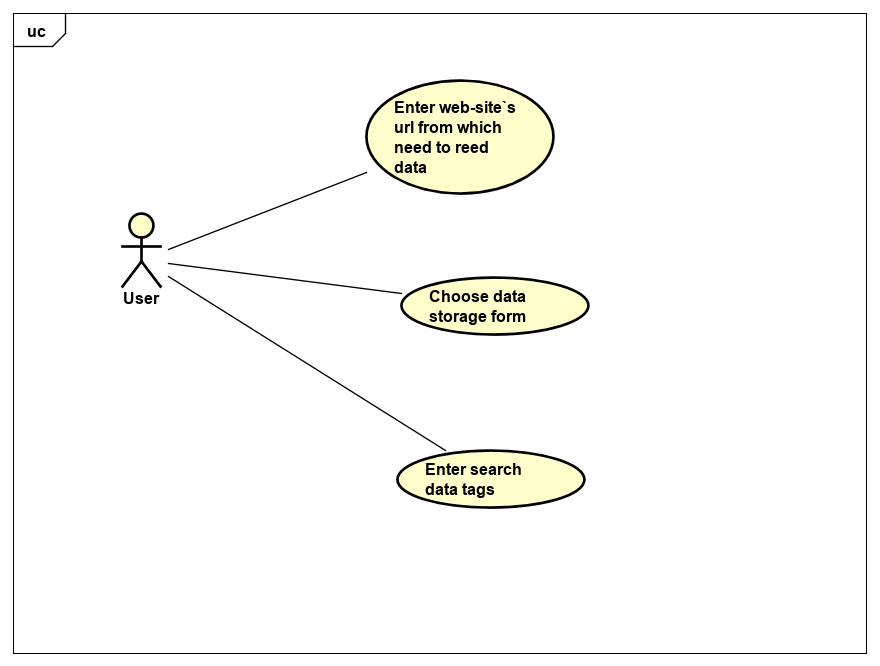 uc
Enter web-site`s
url from which
need to reed
data
User
Choose data
storage form
Enter search
data tags